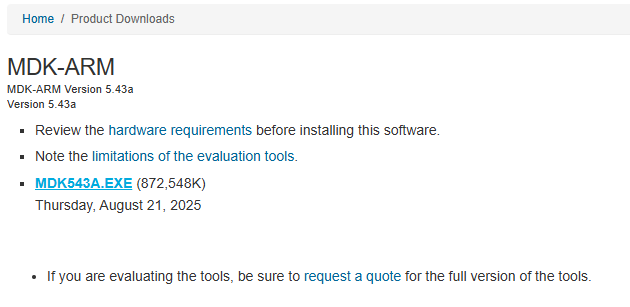 Home / Product Downloads
MDK-ARM
MDK-ARM Version 5.43a
Version 5.43a
Review the hardware requirements before installing this software.
Note the limitations of the evaluation tools.
MDK543A.EXE (872,548K)
Thursday, August 21, 2025
If you are evaluating the tools, be sure to request a quote for the full version of the tools.